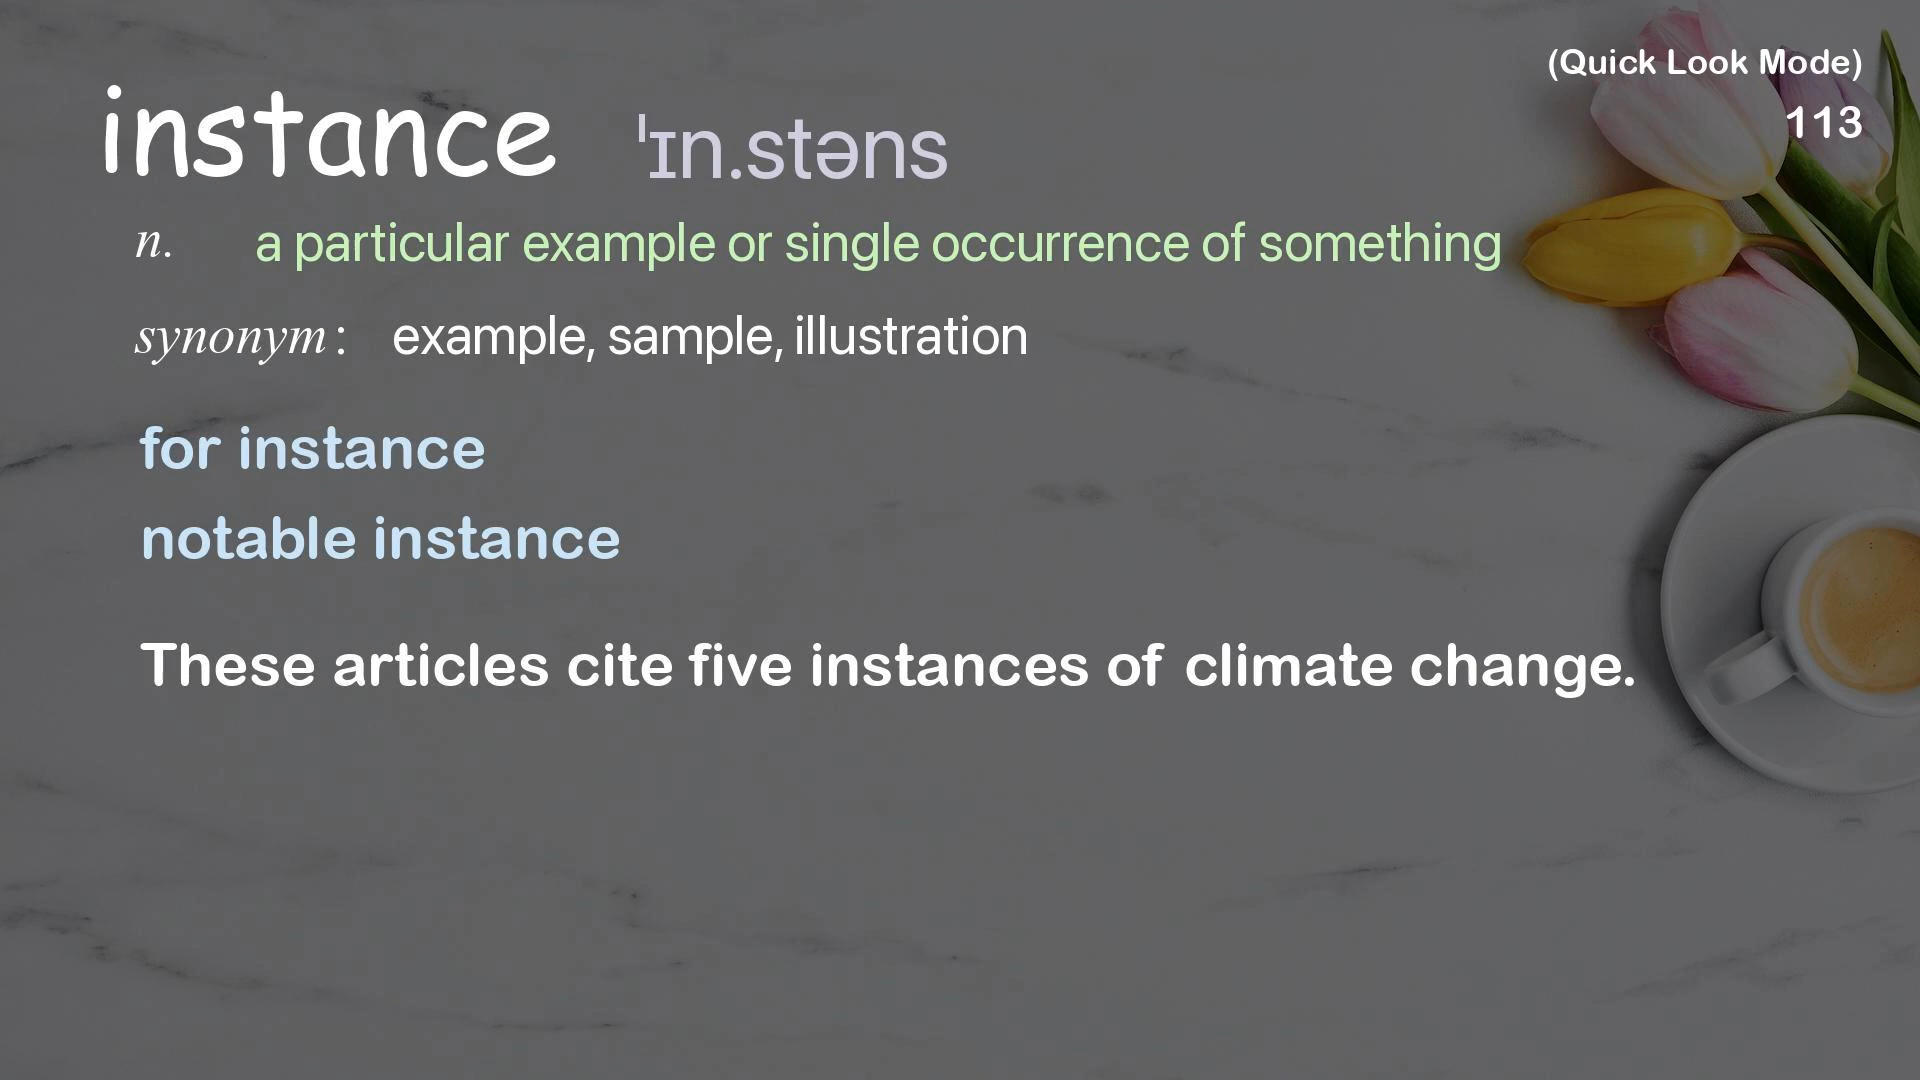 (Quick Look Mode)
113
instance ˈɪn.stəns
n. a particular example or single occurrence of something
synonym : example, sample, illustration
for instance
notable instance
These articles cite five instances of climate change.